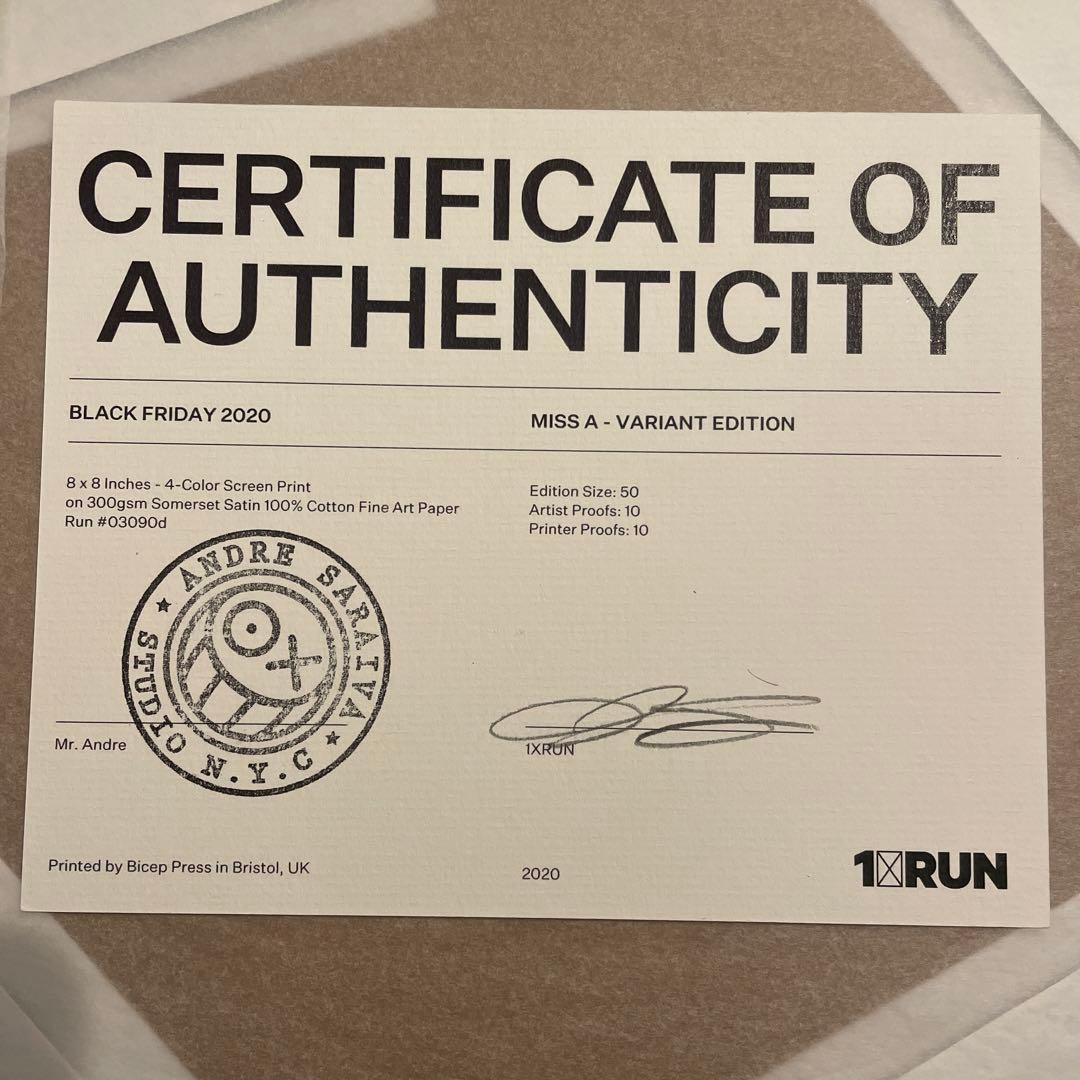 CERTIFICATE OF
AUTHENTICITY
BLACK FRIDAY 2020
MISS A - VARIANT EDITION
8 x 8 Inches - 4-Color Screen Print
on 300gsm Somerset Satin 100% Cotton Fine Art Paper
Run #03090d
Edition Size: 50
Artist Proofs: 10
Printer Proofs: 10
ANDRE SARAIVA
STUDIO N.Y.C
Mr. Andre
1XRUN
Printed by Bicep Press in Bristol, UK
2020
1XRUN